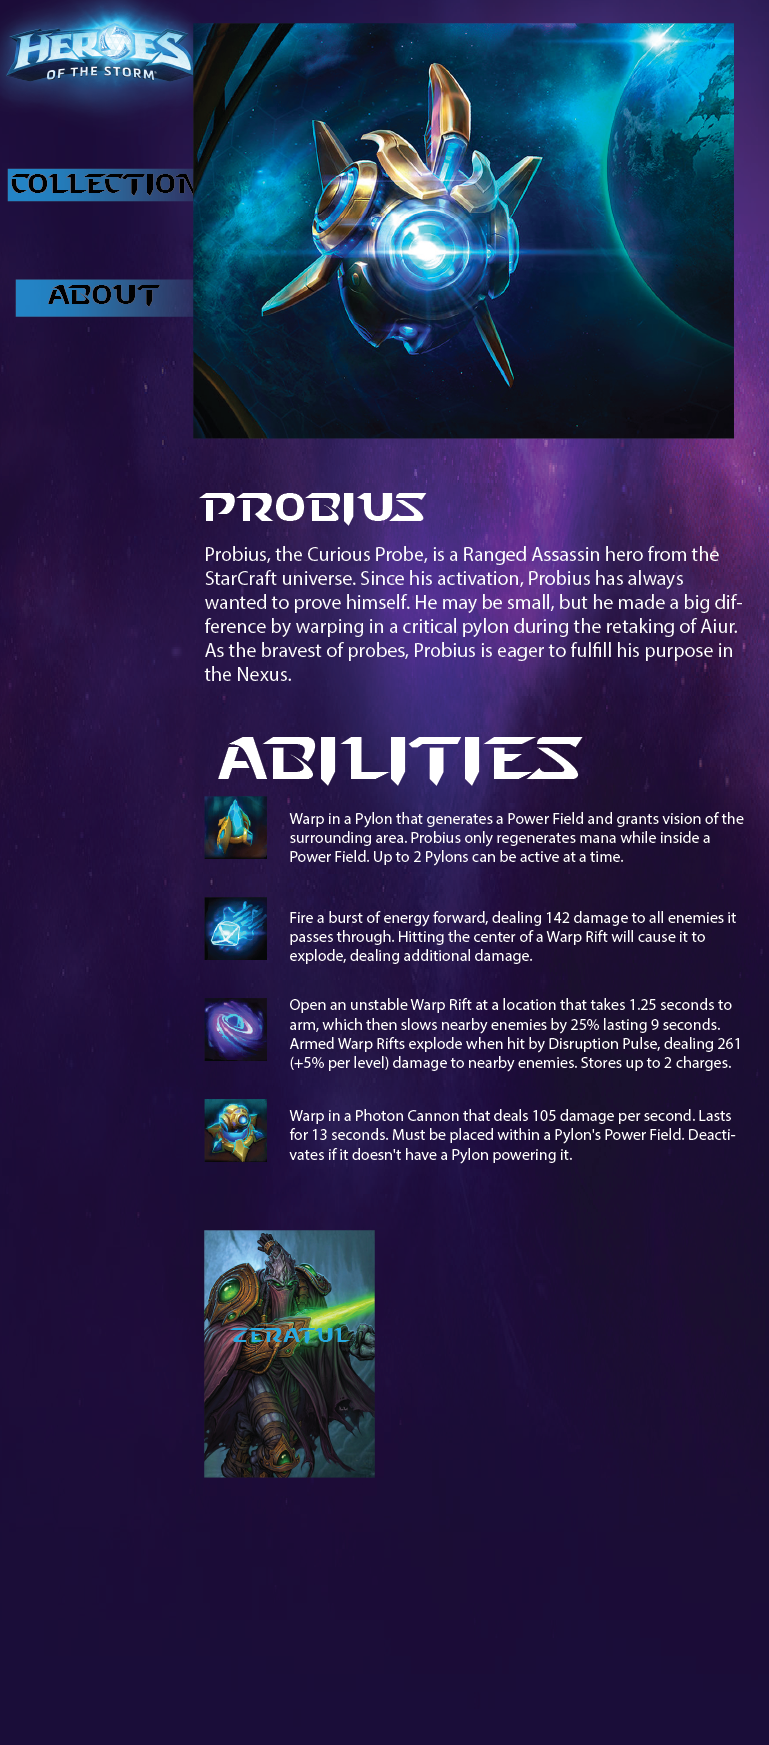 HEROES
OF THE STORM
COLLECTION
ABOUT
PROBIUS
Probius, the Curious Probe, is a Ranged Assassin hero from the
StarCraft universe. Since his activation, Probius has always
wanted to prove himself. He may be small, but he made a big dif-
ference by warping in a critical pylon during the retaking of Aiur.
As the bravest of probes, Probius is eager to fulfill his purpose in
the Nexus.
ABILITIES
Warp in a Pylon that generates a Power Field and grants vision of the
surrounding area. Probius only regenerates mana while inside a
Power Field. Up to 2 Pylons can be active at a time.
Fire a burst of energy forward, dealing 142 damage to all enemies it
passes through. Hitting the center of a Warp Rift will cause it to
explode, dealing additional damage.
Open an unstable Warp Rift at a location that takes 1.25 seconds to
arm, which then slows nearby enemies by 25% lasting 9 seconds.
Armed Warp Rifts explode when hit by Disruption Pulse, dealing 261
(+5% per level) damage to nearby enemies. Stores up to 2 charges.
Warp in a Photon Cannon that deals 105 damage per second. Lasts
for 13 seconds. Must be placed within a Pylon's Power Field. Deacti-
vates if it doesn't have a Pylon powering it.
ZERATUL